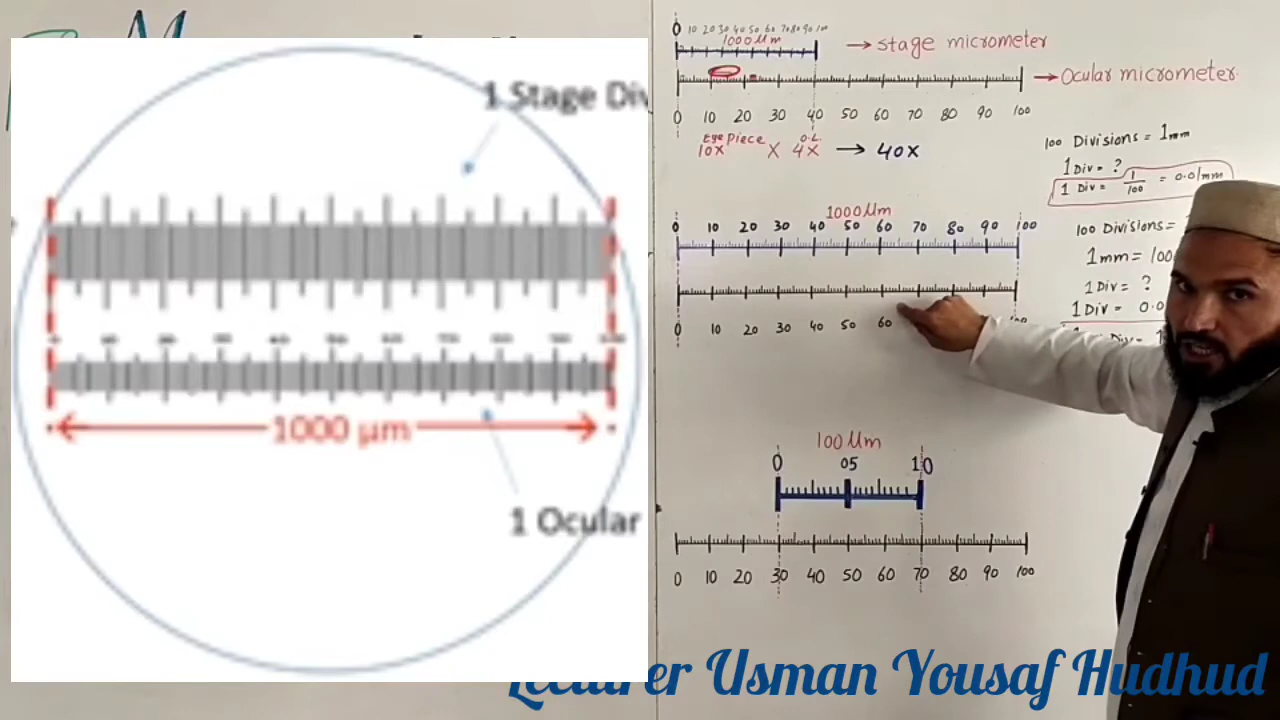 1 Stage Div
1000 µm
1 Ocular
0 10 20 30 40 50 60 70 80 90 100
1000 µm
→ stage micrometer
→ Ocular micrometer
0 10 20 30 40 50 60 70 80 90 100
Eye Piece O.L.
10X X 4X → 40X
100 Divisions = 1mm
1 Div = ?
1 Div = 1/100 = 0.01mm
1000 µm
0 10 20 30 40 50 60 70 80 90 100
100 Divisions =
1mm = 100
1 Div = ?
1 Div = 0.0
0 10 20 30 40 50 60
100 µm
0 05 10
0 10 20 30 40 50 60 70 80 90 100
Lecturer Usman Yousaf Hudhud